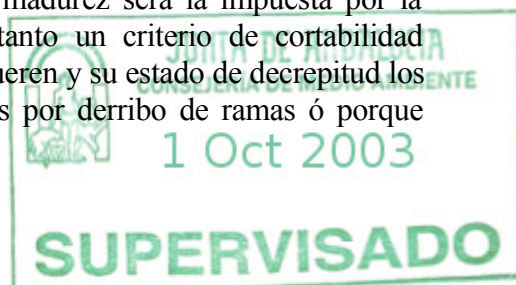 madurez será la impuesta por la
tanto un criterio de cortabilidad
ueren y su estado de decrepitud los
s por derribo de ramas ó porque
JUNTA DE ANDALUCIA
CONSEJERIA DE MEDIO AMBIENTE
1 Oct 2003
SUPERVISADO